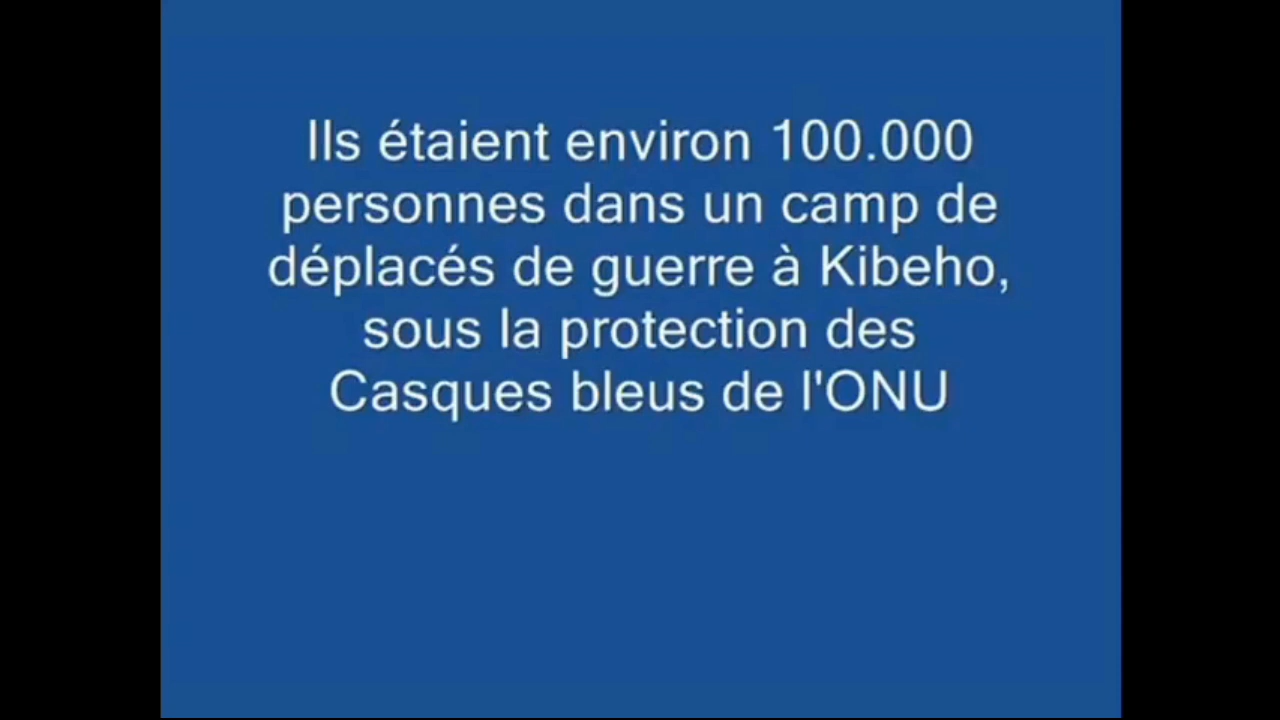 Ils étaient environ 100.000
personnes dans un camp de
déplacés de guerre à Kibeho,
sous la protection des
Casques bleus de l'ONU